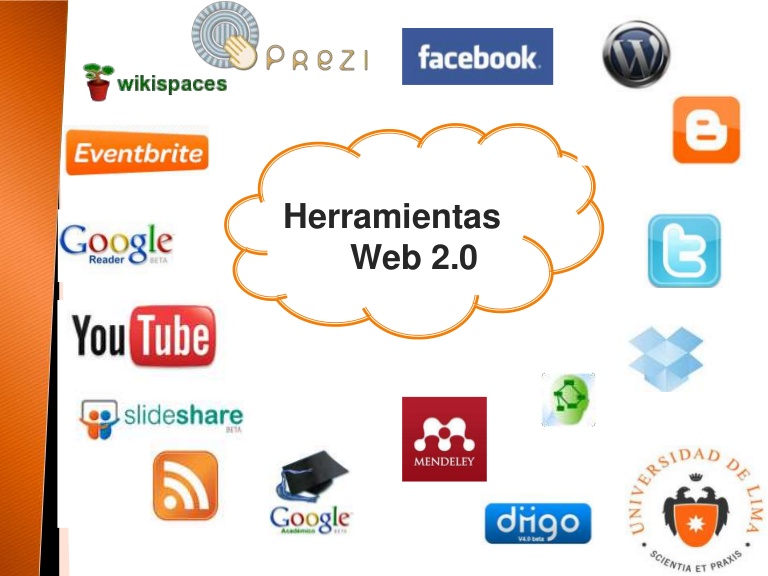 PREZI
facebook.
W
wikispaces
B
Eventbrite
Herramientas
Web 2.0
Google
Reader BETA
t
YouTube
slideshare
BETA
MENDELEY
Google
Académico BETA
diigo
V4.0 beta
UNIVERSIDAD DE LIMA
• SCIENTIA ET PRAXIS •